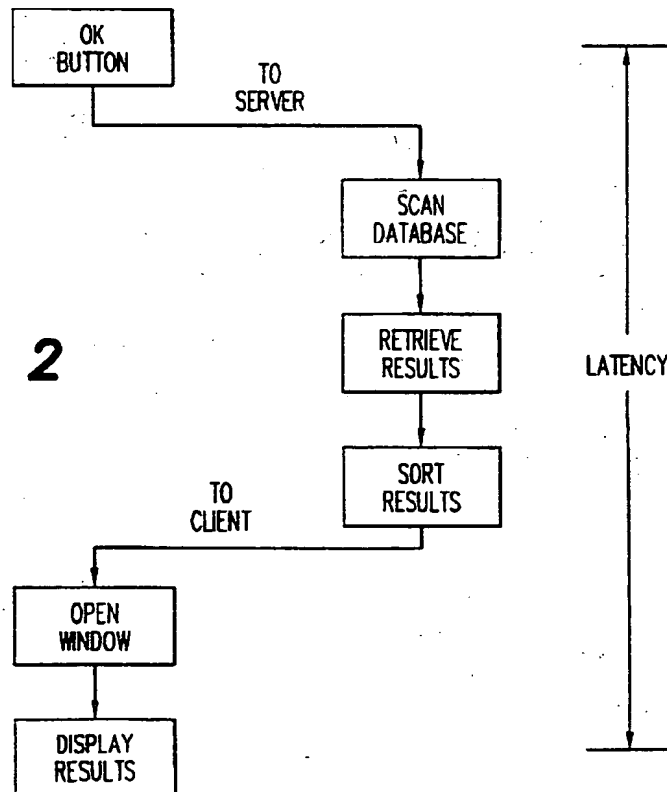 OK
BUTTON
TO
SERVER
SCAN
DATABASE
2
RETRIEVE
RESULTS
LATENCY
SORT
RESULTS
TO
CLIENT
OPEN
WINDOW
DISPLAY
RESULTS